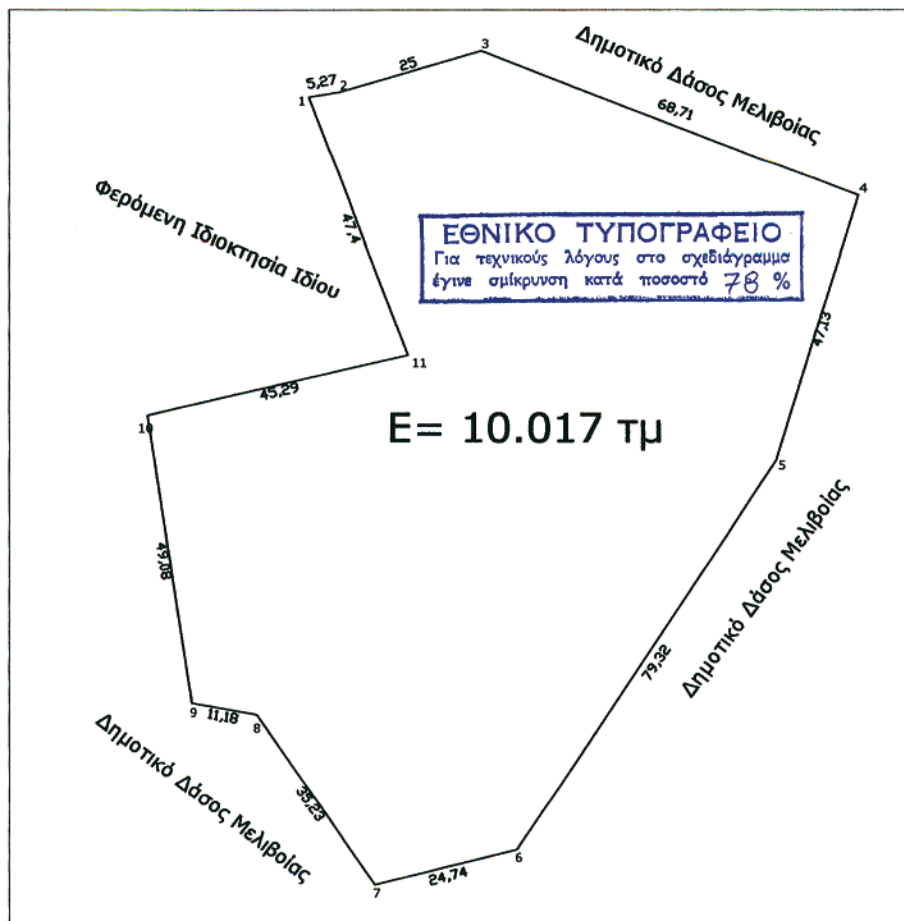 3
Δημοτικό Δάσος Μελιβοίας
25
5,27
2
1
68,71
4
Φερόμενη Ιδιοκτησία Ιδίου
47,4
ΕΘΝΙΚΟ ΤΥΠΟΓΡΑΦΕΙΟ
Για τεχνικούς λόγους στο σχεδιάγραμμα
έγινε σμίκρυνση κατά ποσοστό 78 %
47,13
11
45,29
10
E= 10.017 τμ
5
49,08
Δημοτικό Δάσος Μελιβοίας
79,32
9
11,18
8
Δημοτικό Δάσος Μελιβοίας
35,23
6
24,74
7